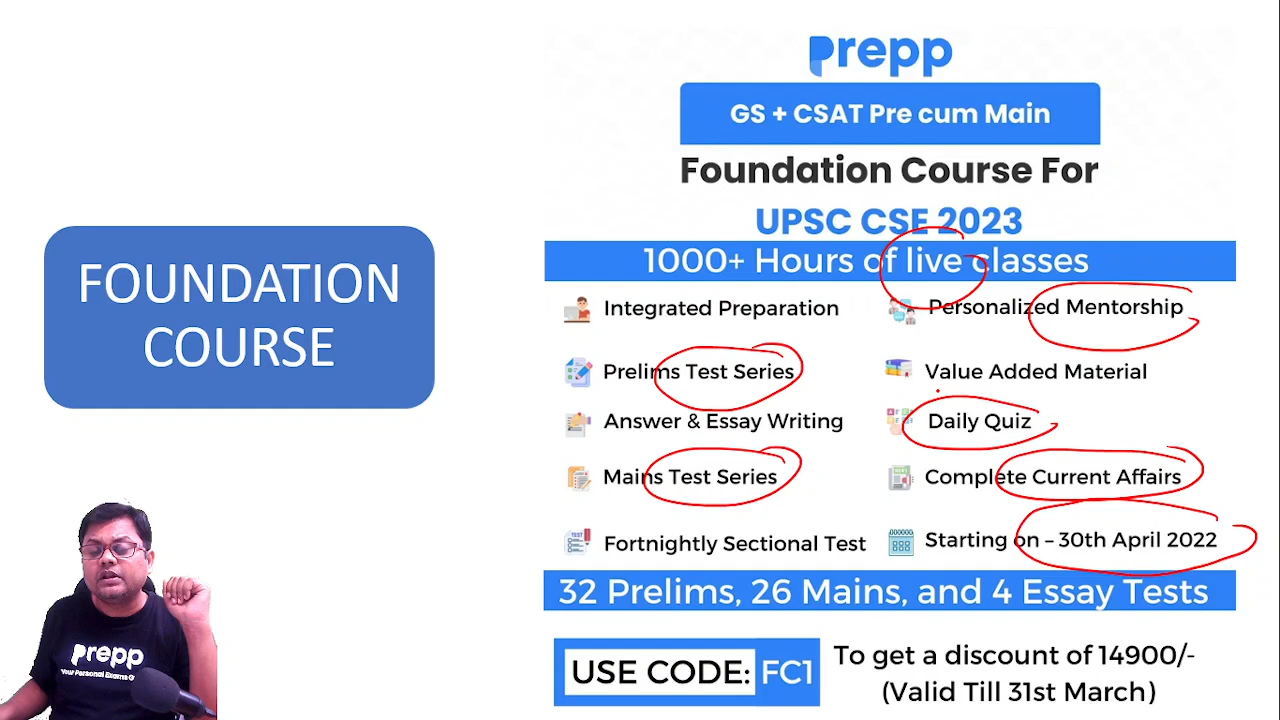 prepp
GS + CSAT Pre cum Main
Foundation Course For
UPSC CSE 2023
1000+ Hours of live classes
FOUNDATION
COURSE
Integrated Preparation
Personalized Mentorship
Prelims Test Series
Value Added Material
Answer & Essay Writing
Daily Quiz
Mains Test Series
Complete Current Affairs
Fortnightly Sectional Test
Starting on – 30th April 2022
32 Prelims, 26 Mains, and 4 Essay Tests
USE CODE: FC1
To get a discount of 14900/-
(Valid Till 31st March)
prepp
Your Personal Exams